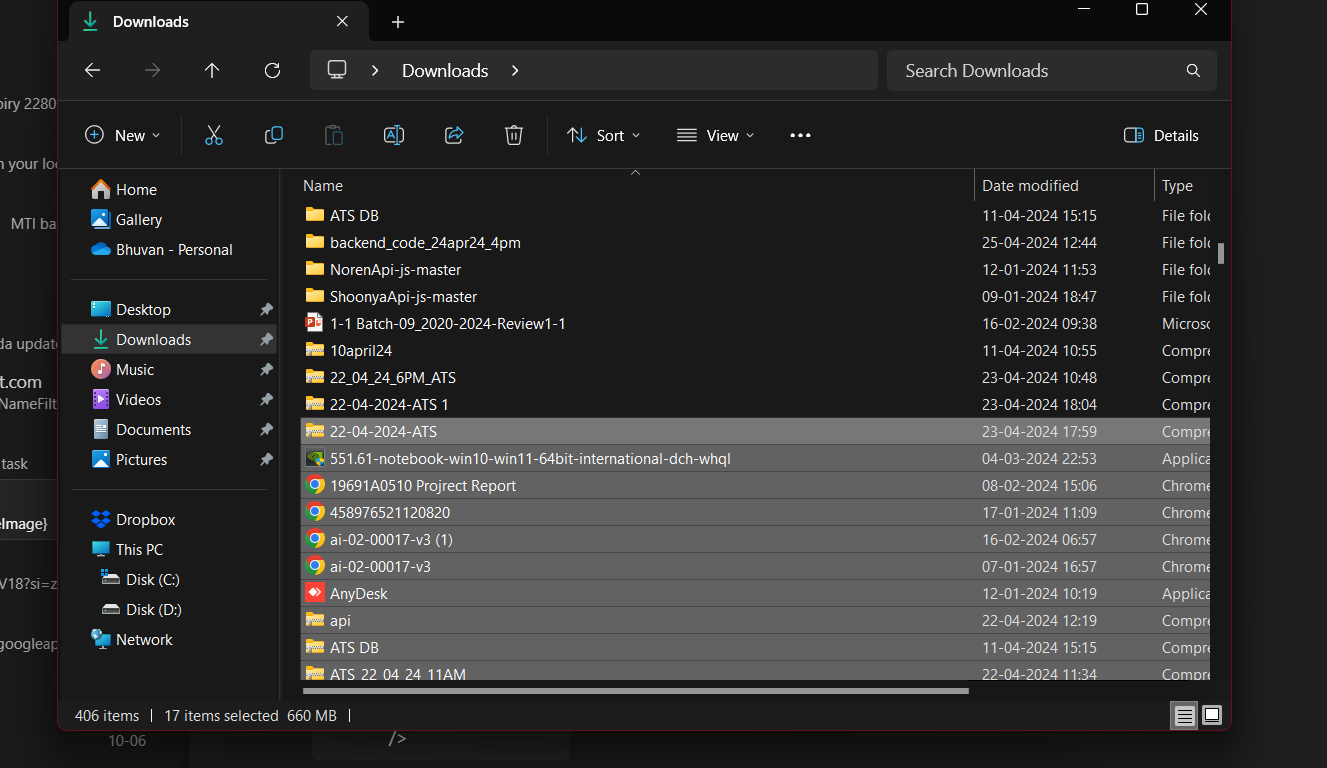 Downloads
Downloads
Search Downloads
New
Sort
View
Details
Name Date modified Type
Home
Gallery
Bhuvan - Personal
Desktop
Downloads
Music
Videos
Documents
Pictures
Dropbox
This PC
Disk (C:)
Disk (D:)
Network
ATS DB 11-04-2024 15:15 File fold
backend_code_24apr24_4pm 25-04-2024 12:44 File fold
NorenApi-js-master 12-01-2024 11:53 File fold
ShoonyaApi-js-master 09-01-2024 18:47 File fold
1-1 Batch-09_2020-2024-Review1-1 16-02-2024 09:38 Microso
10april24 11-04-2024 10:55 Compre
22_04_24_6PM_ATS 23-04-2024 10:48 Compre
22-04-2024-ATS 1 23-04-2024 18:04 Compre
22-04-2024-ATS 23-04-2024 17:59 Compre
551.61-notebook-win10-win11-64bit-international-dch-whql 04-03-2024 22:53 Applica
19691A0510 Projrect Report 08-02-2024 15:06 Chrome
458976521120820 17-01-2024 11:09 Chrome
ai-02-00017-v3 (1) 16-02-2024 06:57 Chrome
ai-02-00017-v3 07-01-2024 16:57 Chrome
AnyDesk 12-01-2024 10:19 Applica
api 22-04-2024 12:19 Compre
ATS DB 11-04-2024 15:15 Compre
ATS_22_04_24_11AM 22-04-2024 11:34 Compre
406 items 17 items selected 660 MB
piry 2280
n your loc
MTI ba
da update
t.com
NameFilt
task
eImage}
V18?si=z
googleap
10-06
/>